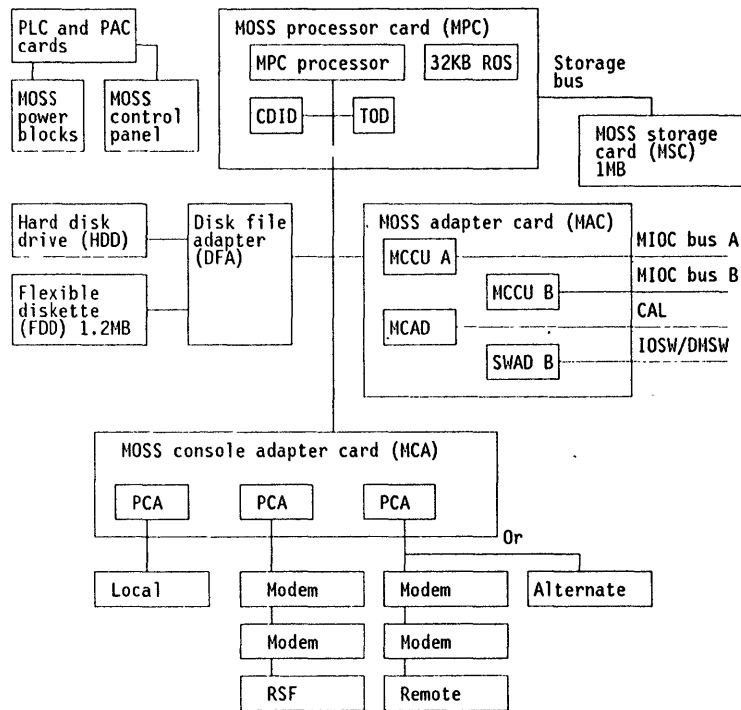 PLC and PAC
cards
MOSS
power
blocks
MOSS
control
panel
MOSS processor card (MPC)
MPC processor
32KB ROS
CDID
TOD
Storage
bus
MOSS storage
card (MSC)
1MB
Hard disk
drive (HDD)
Flexible
diskette
(FDD) 1.2MB
Disk file
adapter
(DFA)
MOSS adapter card (MAC)
MCCU A
MCCU B
MCAD
SWAD B
MIOC bus A
MIOC bus B
CAL
IOSW/DMSW
MOSS console adapter card (MCA)
PCA
PCA
PCA
Or
Local
Modem
Modem
Alternate
Modem
Modem
RSF
Remote